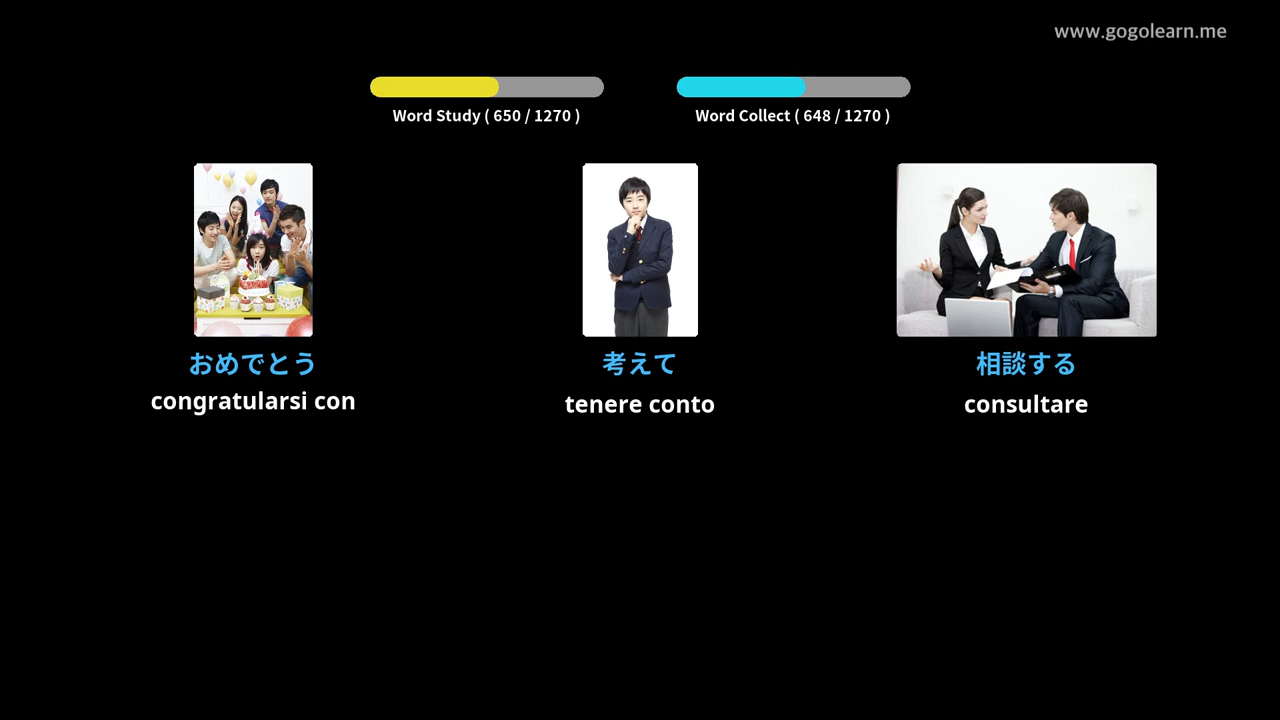 www.gogolearn.me
Word Study ( 650 / 1270 )
Word Collect ( 648 / 1270 )
おめでとう
congratularsi con
考えて
tenere conto
相談する
consultare